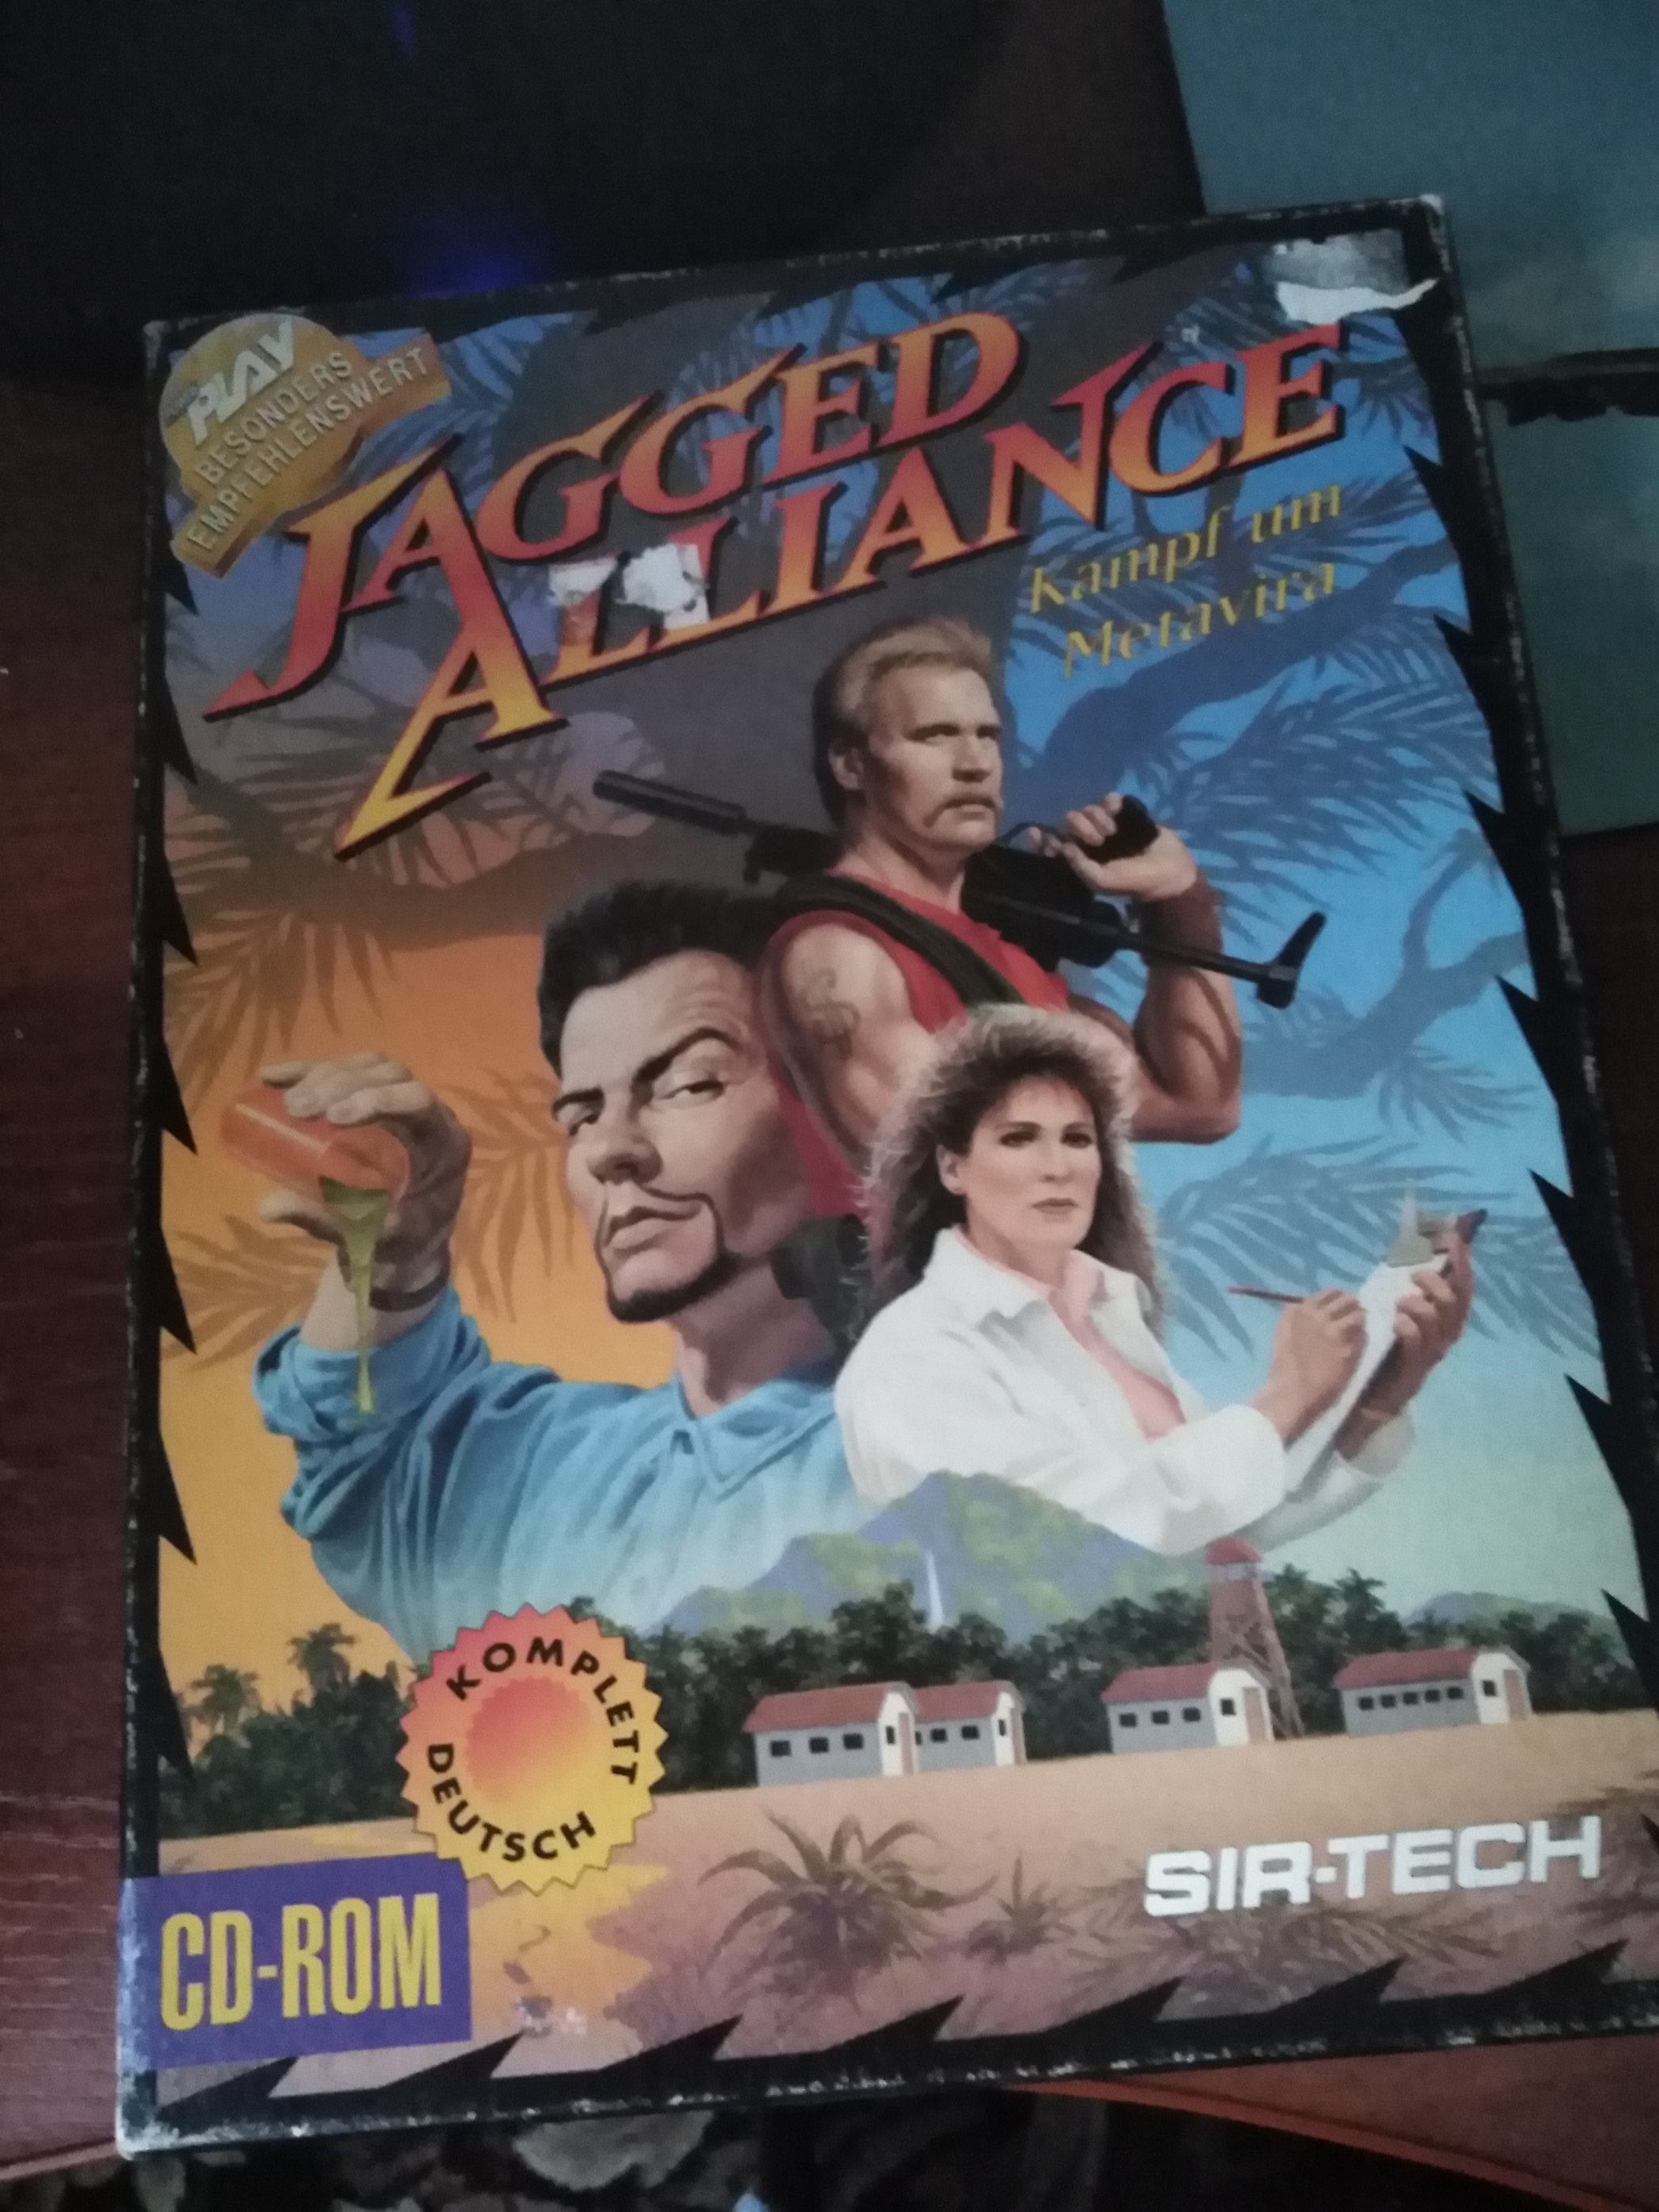 PLAY
BESONDERS
EMPFEHLENSWERT
JAGGED
ALLIANCE
Kampf um
Metavira
KOMPLETT
DEUTSCH
CD-ROM
SIR-TECH